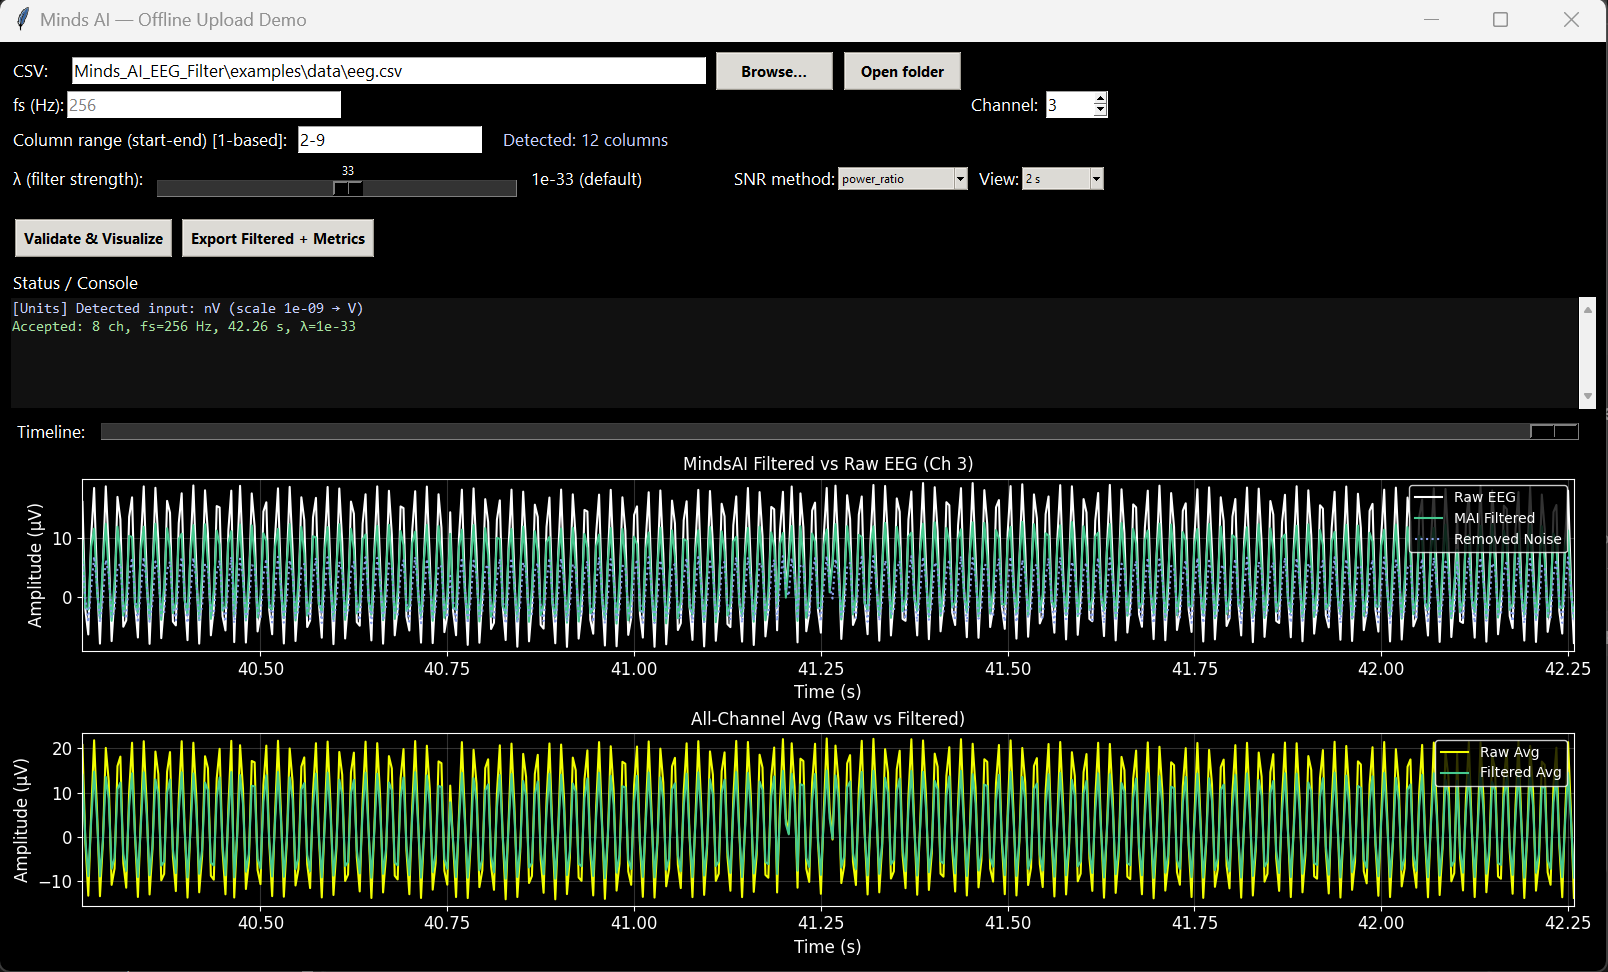 Minds AI — Offline Upload Demo
CSV: Minds_AI_EEG_Filter\examples\data\eeg.csv Browse... Open folder
fs (Hz): 256 Channel: 3
Column range (start-end) [1-based]: 2-9 Detected: 12 columns
33
λ (filter strength): 1e-33 (default) SNR method: power_ratio View: 2 s
Validate & Visualize Export Filtered + Metrics
Status / Console
[Units] Detected input: nV (scale 1e-09 → V)
Accepted: 8 ch, fs=256 Hz, 42.26 s, λ=1e-33
Timeline:
MindsAI Filtered vs Raw EEG (Ch 3)
Amplitude (µV)
10
0
Raw EEG
MAI Filtered
Removed Noise
40.50 40.75 41.00 41.25 41.50 41.75 42.00 42.25
Time (s)
All-Channel Avg (Raw vs Filtered)
Amplitude (µV)
20
10
0
−10
Raw Avg
Filtered Avg
40.50 40.75 41.00 41.25 41.50 41.75 42.00 42.25
Time (s)